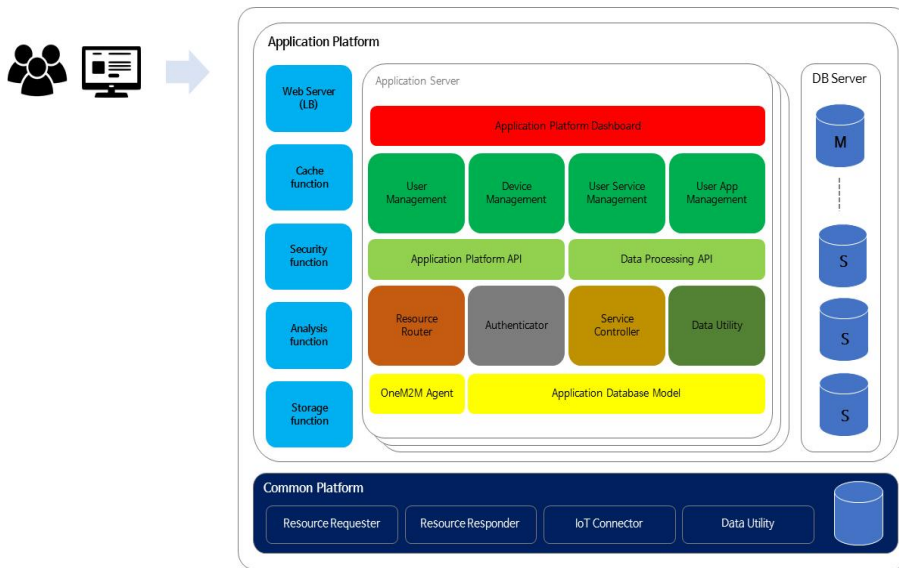 Application Platform
Web Server
(LB)
Cache
function
Security
function
Analysis
function
Storage
function
Application Server
Application Platform Dashboard
User
Management
Device
Management
User Service
Management
User App
Management
Application Platform API
Data Processing API
Resource
Router
Authenticator
Service
Controller
Data Utility
OneM2M Agent
Application Database Model
DB Server
M
S
S
S
Common Platform
Resource Requester
Resource Responder
IoT Connector
Data Utility